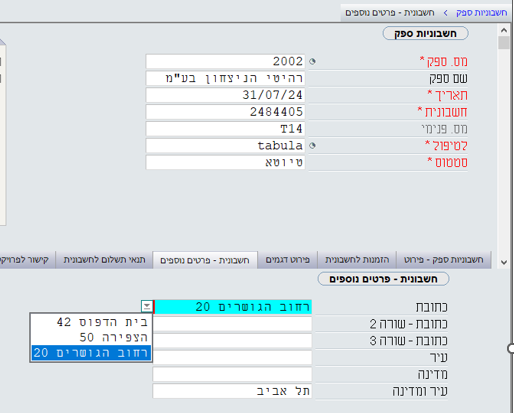 חשבוניות ספק > חשבונית - פרטים נוספים
חשבוניות ספק
מס. ספק * 2002
שם ספק רהיטי הניצחון בע"מ
תאריך * 31/07/24
חשבונית * 2484405
מס. פנימי T14
לטיפול * tabula
סטטוס * טיוטא
חשבוניות ספק - פירוט הזמנות לחשבונית פירוט דגמים חשבונית - פרטים נוספים תנאי תשלום לחשבונית קישור לפרויקט
חשבונית - פרטים נוספים
כתובת רחוב הגושרים 20
כתובת - שורה 2
כתובת - שורה 3
עיר
מדינה
עיר ומדינה תל אביב
בית הדפוס 42
הצפירה 50
רחוב הגושרים 20